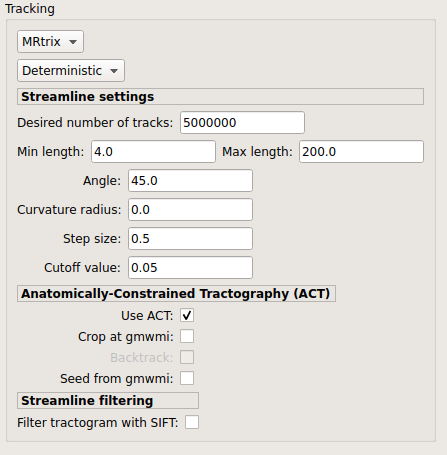 Tracking
MRtrix
Deterministic
Streamline settings
Desired number of tracks: 5000000
Min length: 4.0 Max length: 200.0
Angle: 45.0
Curvature radius: 0.0
Step size: 0.5
Cutoff value: 0.05
Anatomically-Constrained Tractography (ACT)
Use ACT:
Crop at gmwmi:
Backtrack:
Seed from gmwmi:
Streamline filtering
Filter tractogram with SIFT: